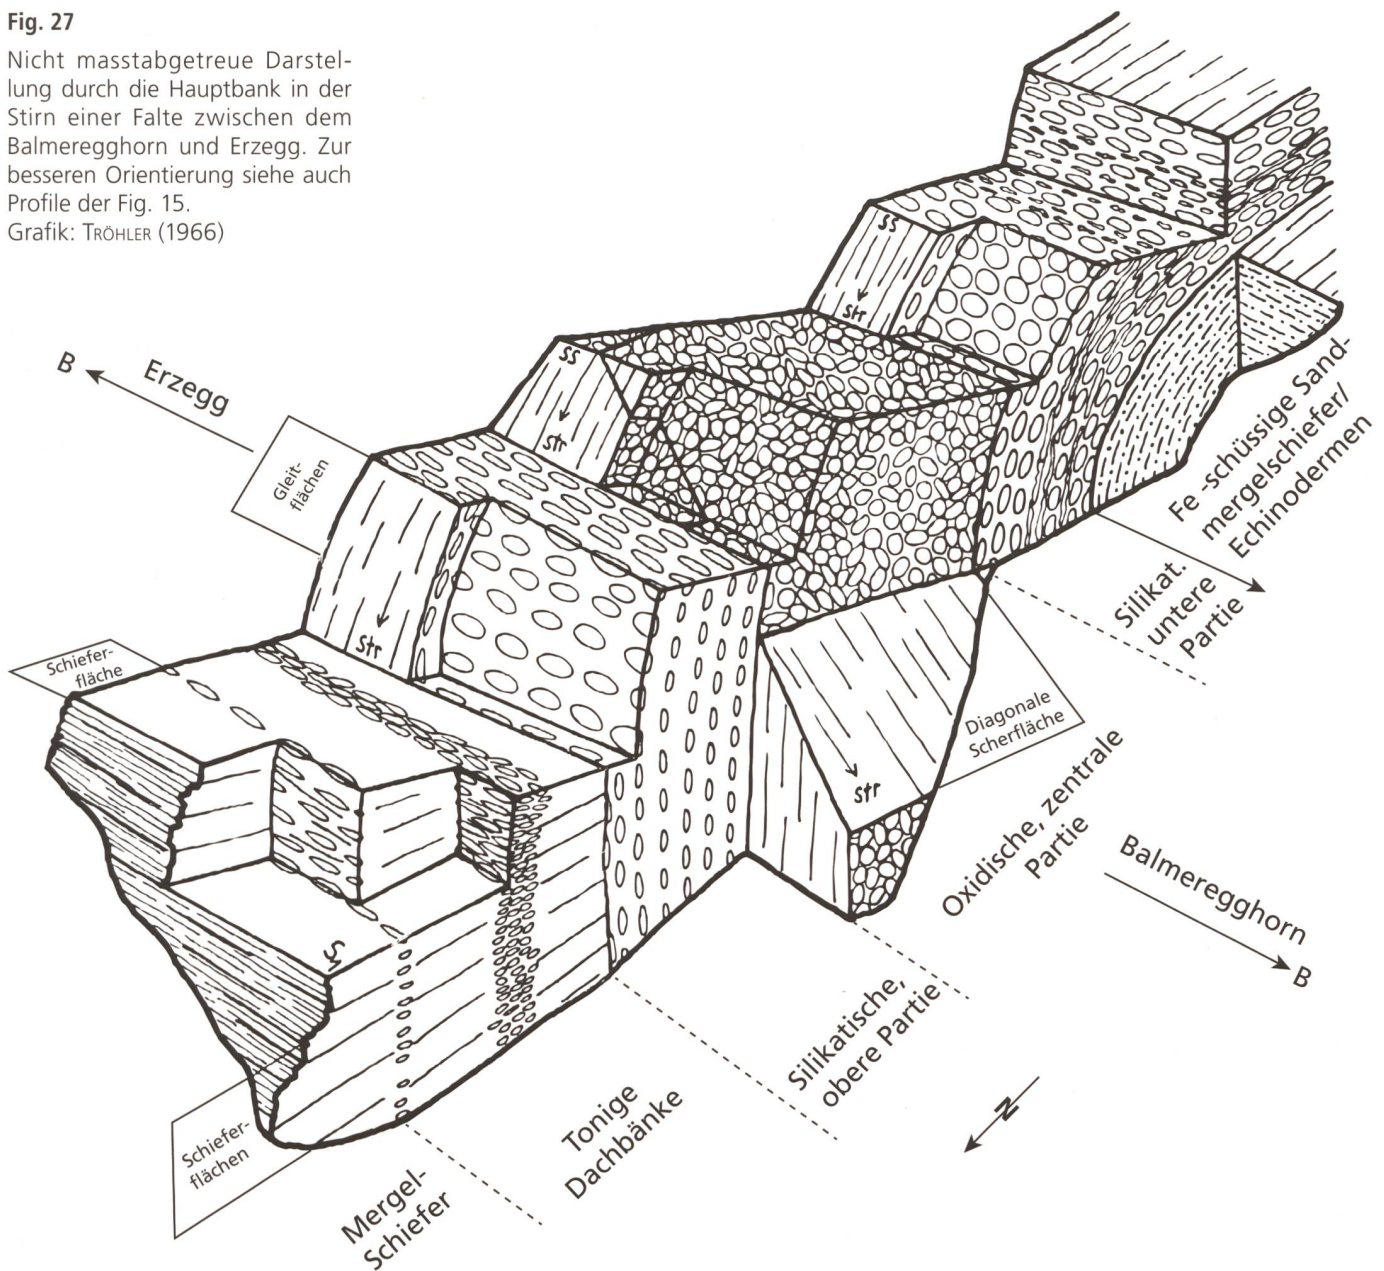 Fig. 27
Nicht masstabgetreue Darstel-
lung durch die Hauptbank in der
Stirn einer Falte zwischen dem
Balmeregghorn und Erzegg. Zur
besseren Orientierung siehe auch
Profile der Fig. 15.
Grafik: TRÖHLER (1966)
B
Erzegg
Gleit-
flächen
Schiefer-
fläche
ss
str
ss
str
str
str
Fe -schüssige Sand-
mergelschiefer/
Echinodermen
Silikat.
untere
Partie
Diagonale
Scherfläche
Oxidische, zentrale
Partie
Balmeregghorn
B
Silikatische,
obere Partie
N
Tonige
Dachbänke
Mergel-
Schiefer
Schiefer-
flächen